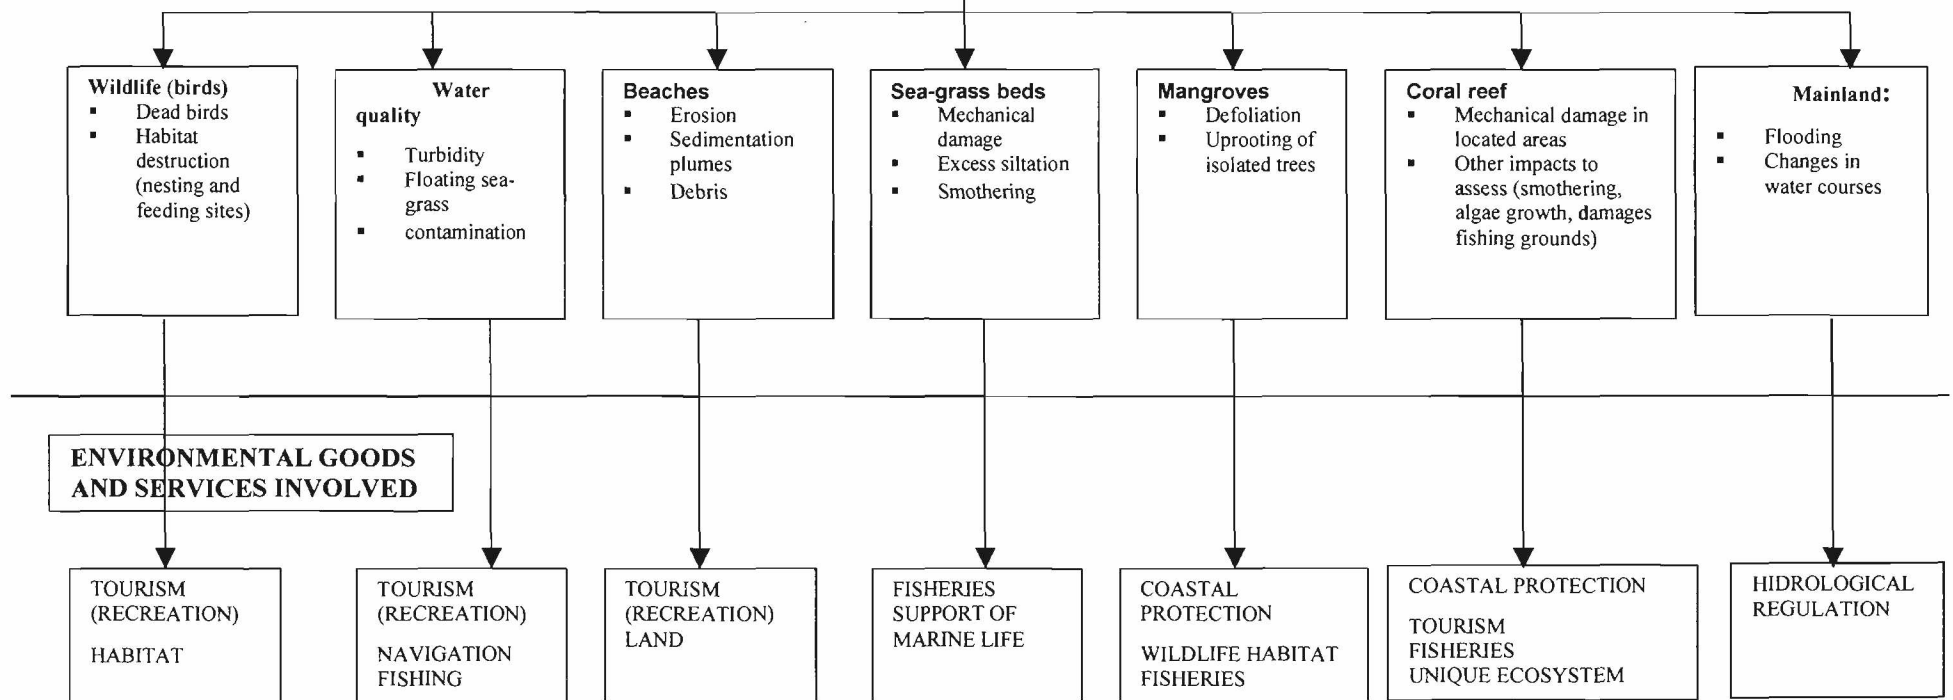 Wildlife (birds)
▪ Dead birds
▪ Habitat
destruction
(nesting and
feeding sites)
Water
quality
▪ Turbidity
▪ Floating sea-
grass
▪ contamination
Beaches
▪ Erosion
▪ Sedimentation
plumes
▪ Debris
Sea-grass beds
▪ Mechanical
damage
▪ Excess siltation
▪ Smothering
Mangroves
▪ Defoliation
▪ Uprooting of
isolated trees
Coral reef
▪ Mechanical damage in
located areas
▪ Other impacts to
assess (smothering,
algae growth, damages
fishing grounds)
Mainland:
▪ Flooding
▪ Changes in
water courses
ENVIRONMENTAL GOODS
AND SERVICES INVOLVED
TOURISM
(RECREATION)
HABITAT
TOURISM
(RECREATION)
NAVIGATION
FISHING
TOURISM
(RECREATION)
LAND
FISHERIES
SUPPORT OF
MARINE LIFE
COASTAL
PROTECTION
WILDLIFE HABITAT
FISHERIES
COASTAL PROTECTION
TOURISM
FISHERIES
UNIQUE ECOSYSTEM
HIDROLOGICAL
REGULATION